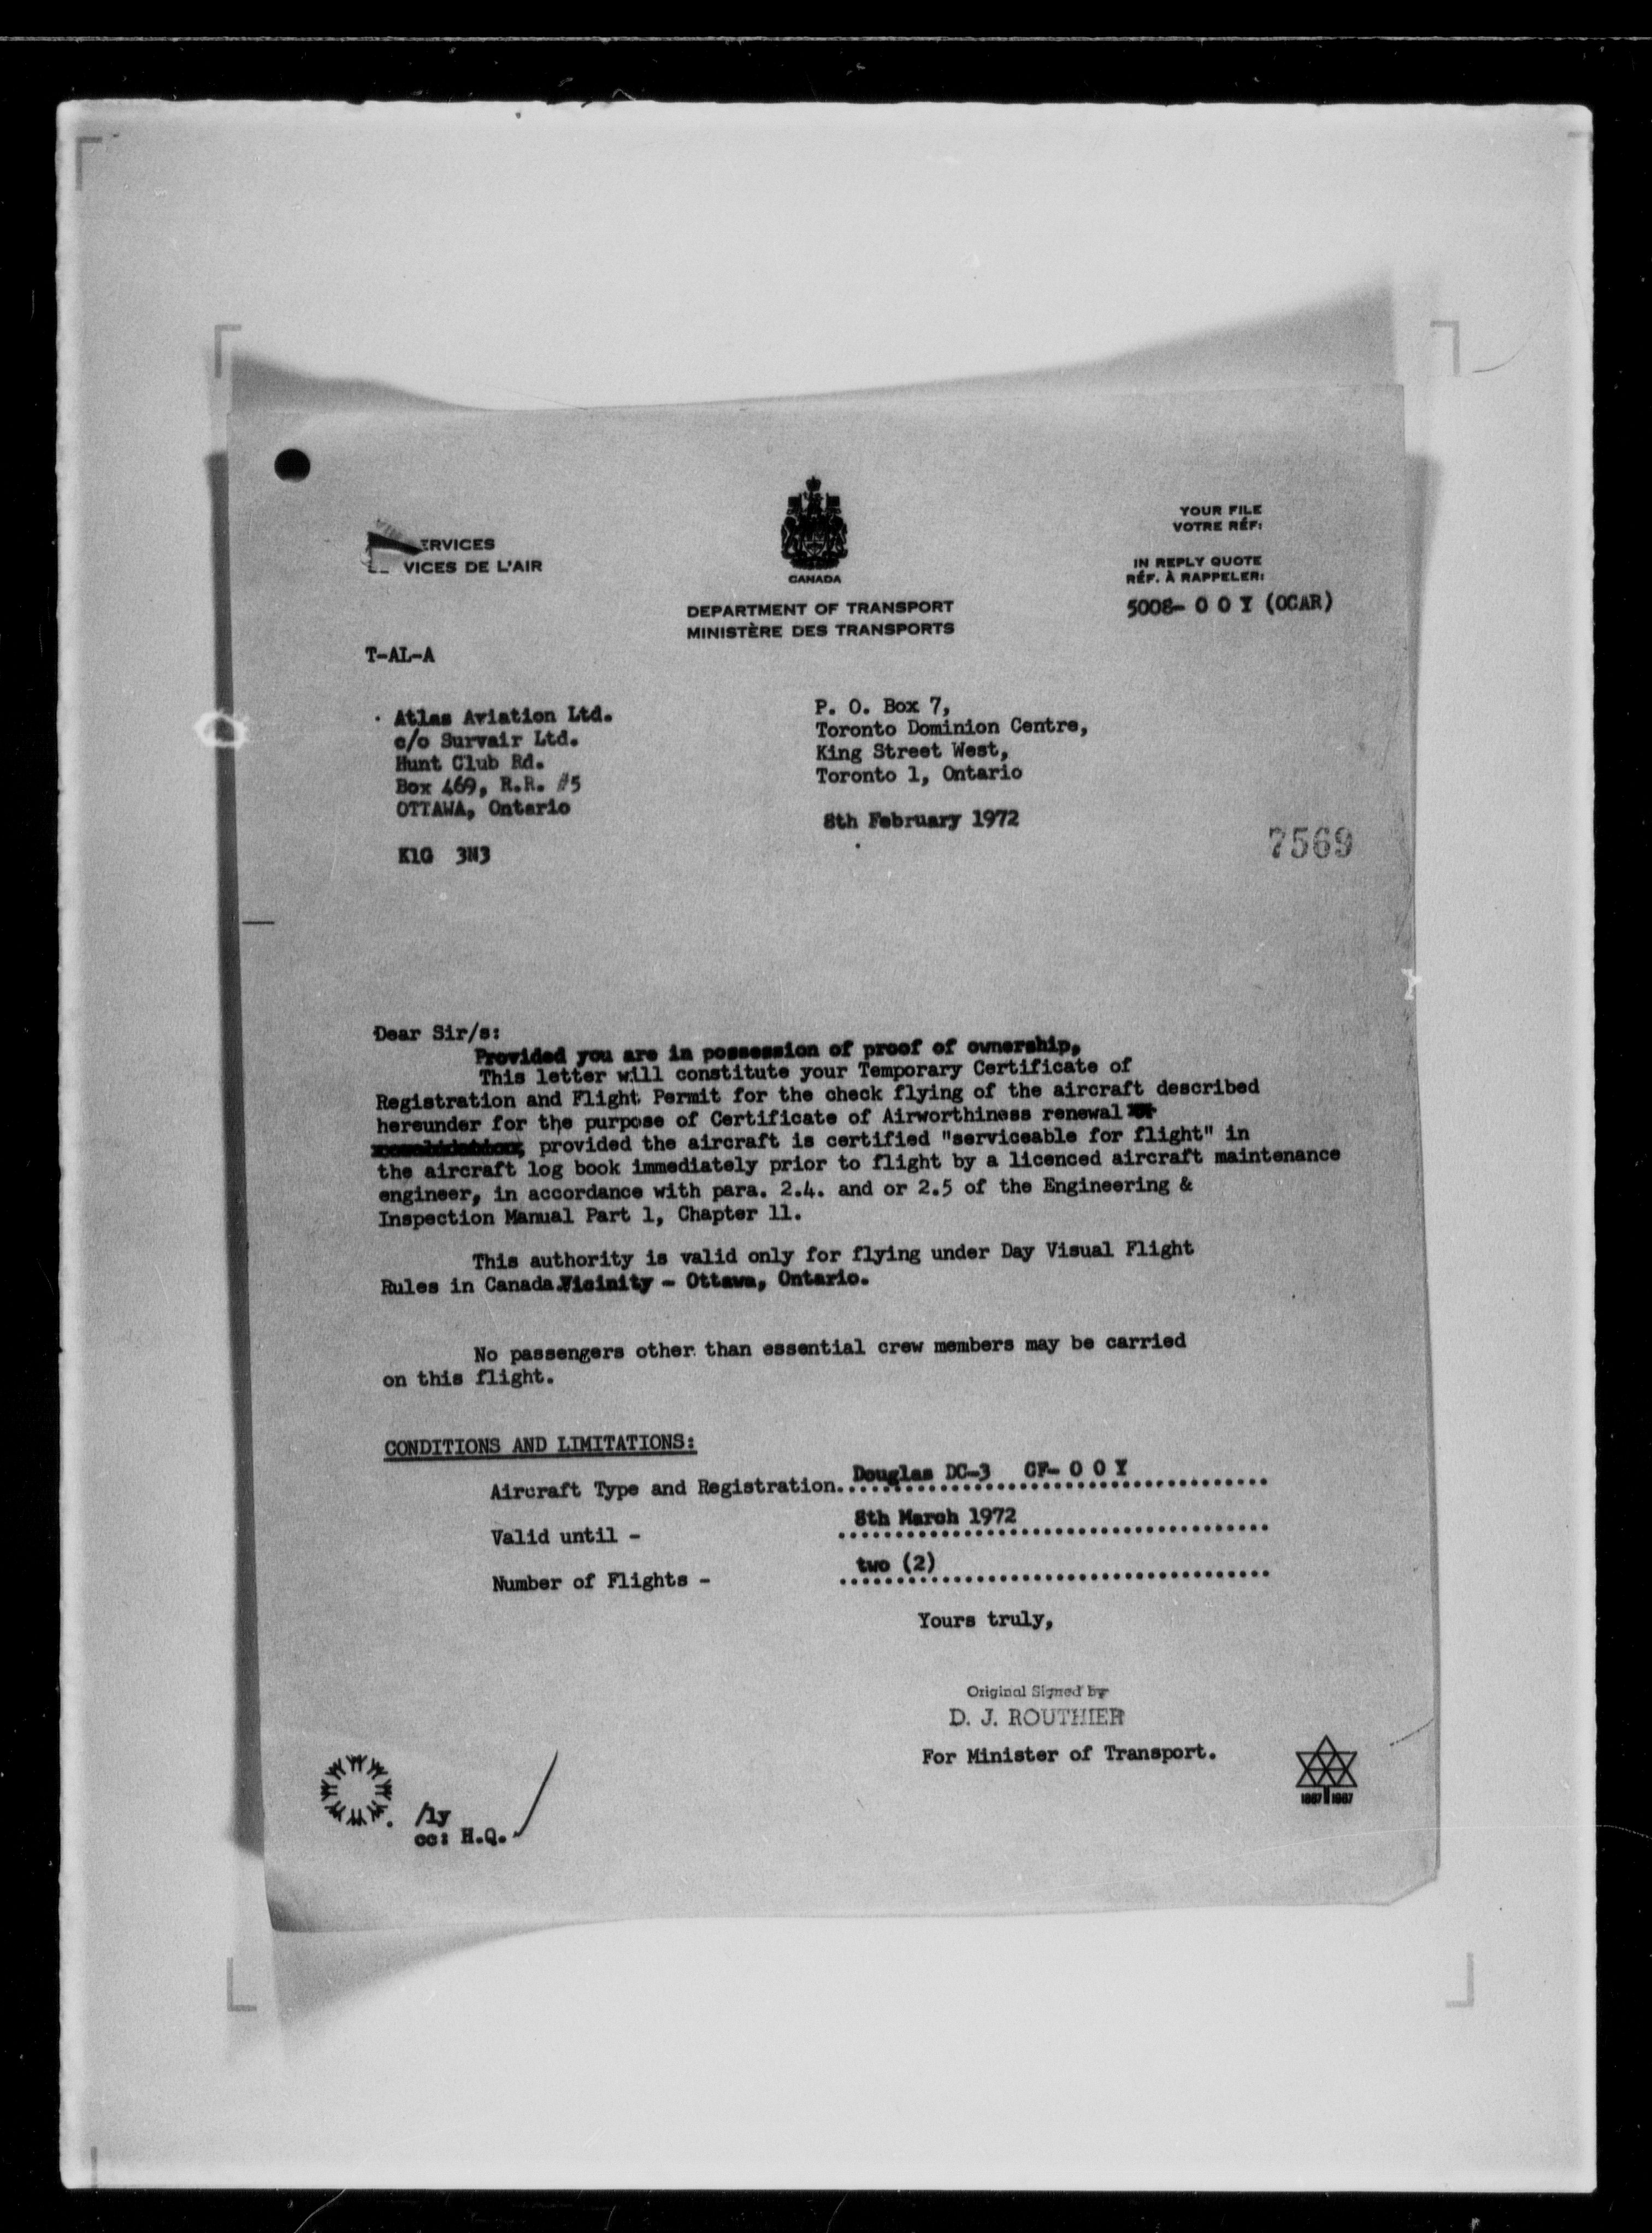 ERVICES
VICES DE L'AIR
CANADA
DEPARTMENT OF TRANSPORT
MINISTÈRE DES TRANSPORTS
YOUR FILE
VOTRE RÉF:
IN REPLY QUOTE
RÉF. À RAPPELER:
5008- O O Y (OCAR)
T-AL-A
Atlas Aviation Ltd.
c/o Survair Ltd.
Hunt Club Rd.
Box 469, R.R. #5
OTTAWA, Ontario
K1G 3N3
P. O. Box 7,
Toronto Dominion Centre,
King Street West,
Toronto 1, Ontario
8th February 1972
7569
Dear Sir/s:
Provided you are in possession of proof of ownership,
This letter will constitute your Temporary Certificate of
Registration and Flight Permit for the check flying of the aircraft described
hereunder for the purpose of Certificate of Airworthiness renewal
provided the aircraft is certified "serviceable for flight" in
the aircraft log book immediately prior to flight by a licenced aircraft maintenance
engineer, in accordance with para. 2.4. and or 2.5 of the Engineering &
Inspection Manual Part 1, Chapter 11.
This authority is valid only for flying under Day Visual Flight
Rules in Canada.Vicinity - Ottawa, Ontario.
No passengers other than essential crew members may be carried
on this flight.
CONDITIONS AND LIMITATIONS:
Aircraft Type and Registration. Douglas DC-3 CF- O O Y
Valid until - 8th March 1972
Number of Flights - two (2)
Yours truly,
Original Signed by
D. J. ROUTHIER
For Minister of Transport.
/ly
cc: H.Q.
1867 1967